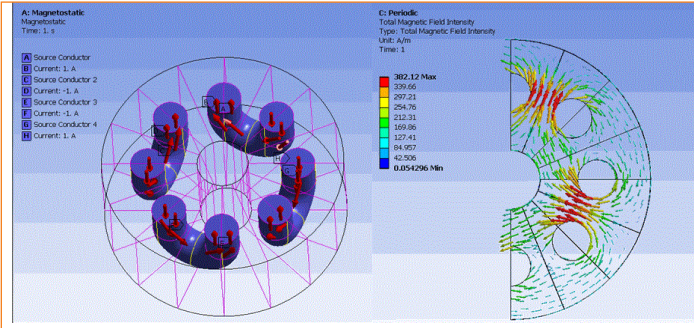 A: Magnetostatic
Magnetostatic
Time: 1. s
A Source Conductor
B Current: 1. A
C Source Conductor 2
D Current: -1. A
E Source Conductor 3
F Current: -1. A
G Source Conductor 4
H Current: 1. A
H
C: Periodic
Total Magnetic Field Intensity
Type: Total Magnetic Field Intensity
Unit: A/m
Time: 1
382.12 Max
339.66
297.21
254.76
212.31
169.86
127.41
84.957
42.506
0.054296 Min